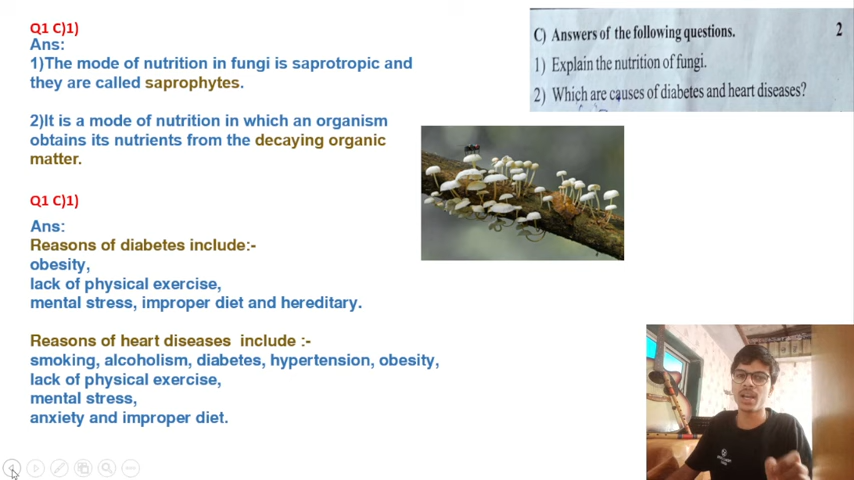 Q1 C)1)
Ans:
1)The mode of nutrition in fungi is saprotropic and
they are called saprophytes.
2)It is a mode of nutrition in which an organism
obtains its nutrients from the decaying organic
matter.
Q1 C)1)
Ans:
Reasons of diabetes include:-
obesity,
lack of physical exercise,
mental stress, improper diet and hereditary.
Reasons of heart diseases include :-
smoking, alcoholism, diabetes, hypertension, obesity,
lack of physical exercise,
mental stress,
anxiety and improper diet.
C) Answers of the following questions. 2
1) Explain the nutrition of fungi.
2) Which are causes of diabetes and heart diseases?